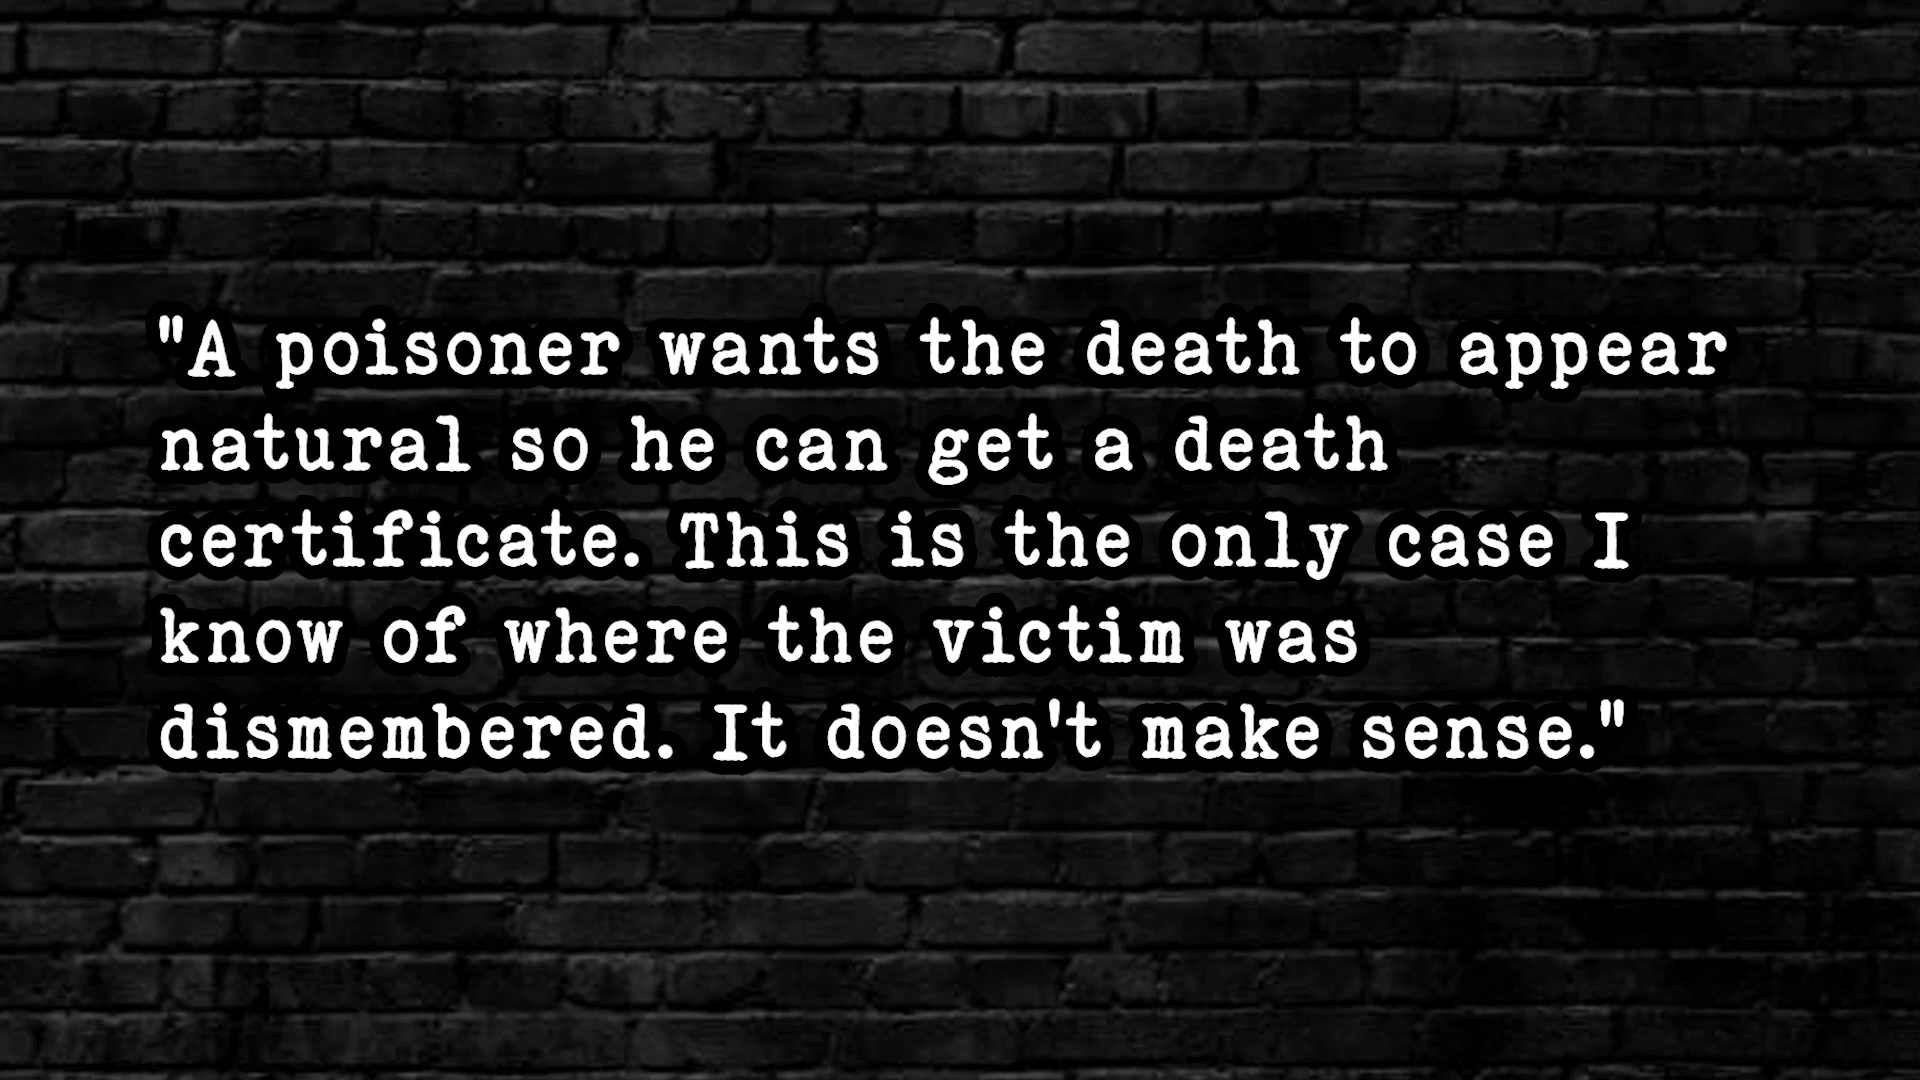 "A poisoner wants the death to appear
natural so he can get a death
certificate. This is the only case I
know of where the victim was
dismembered. It doesn't make sense."